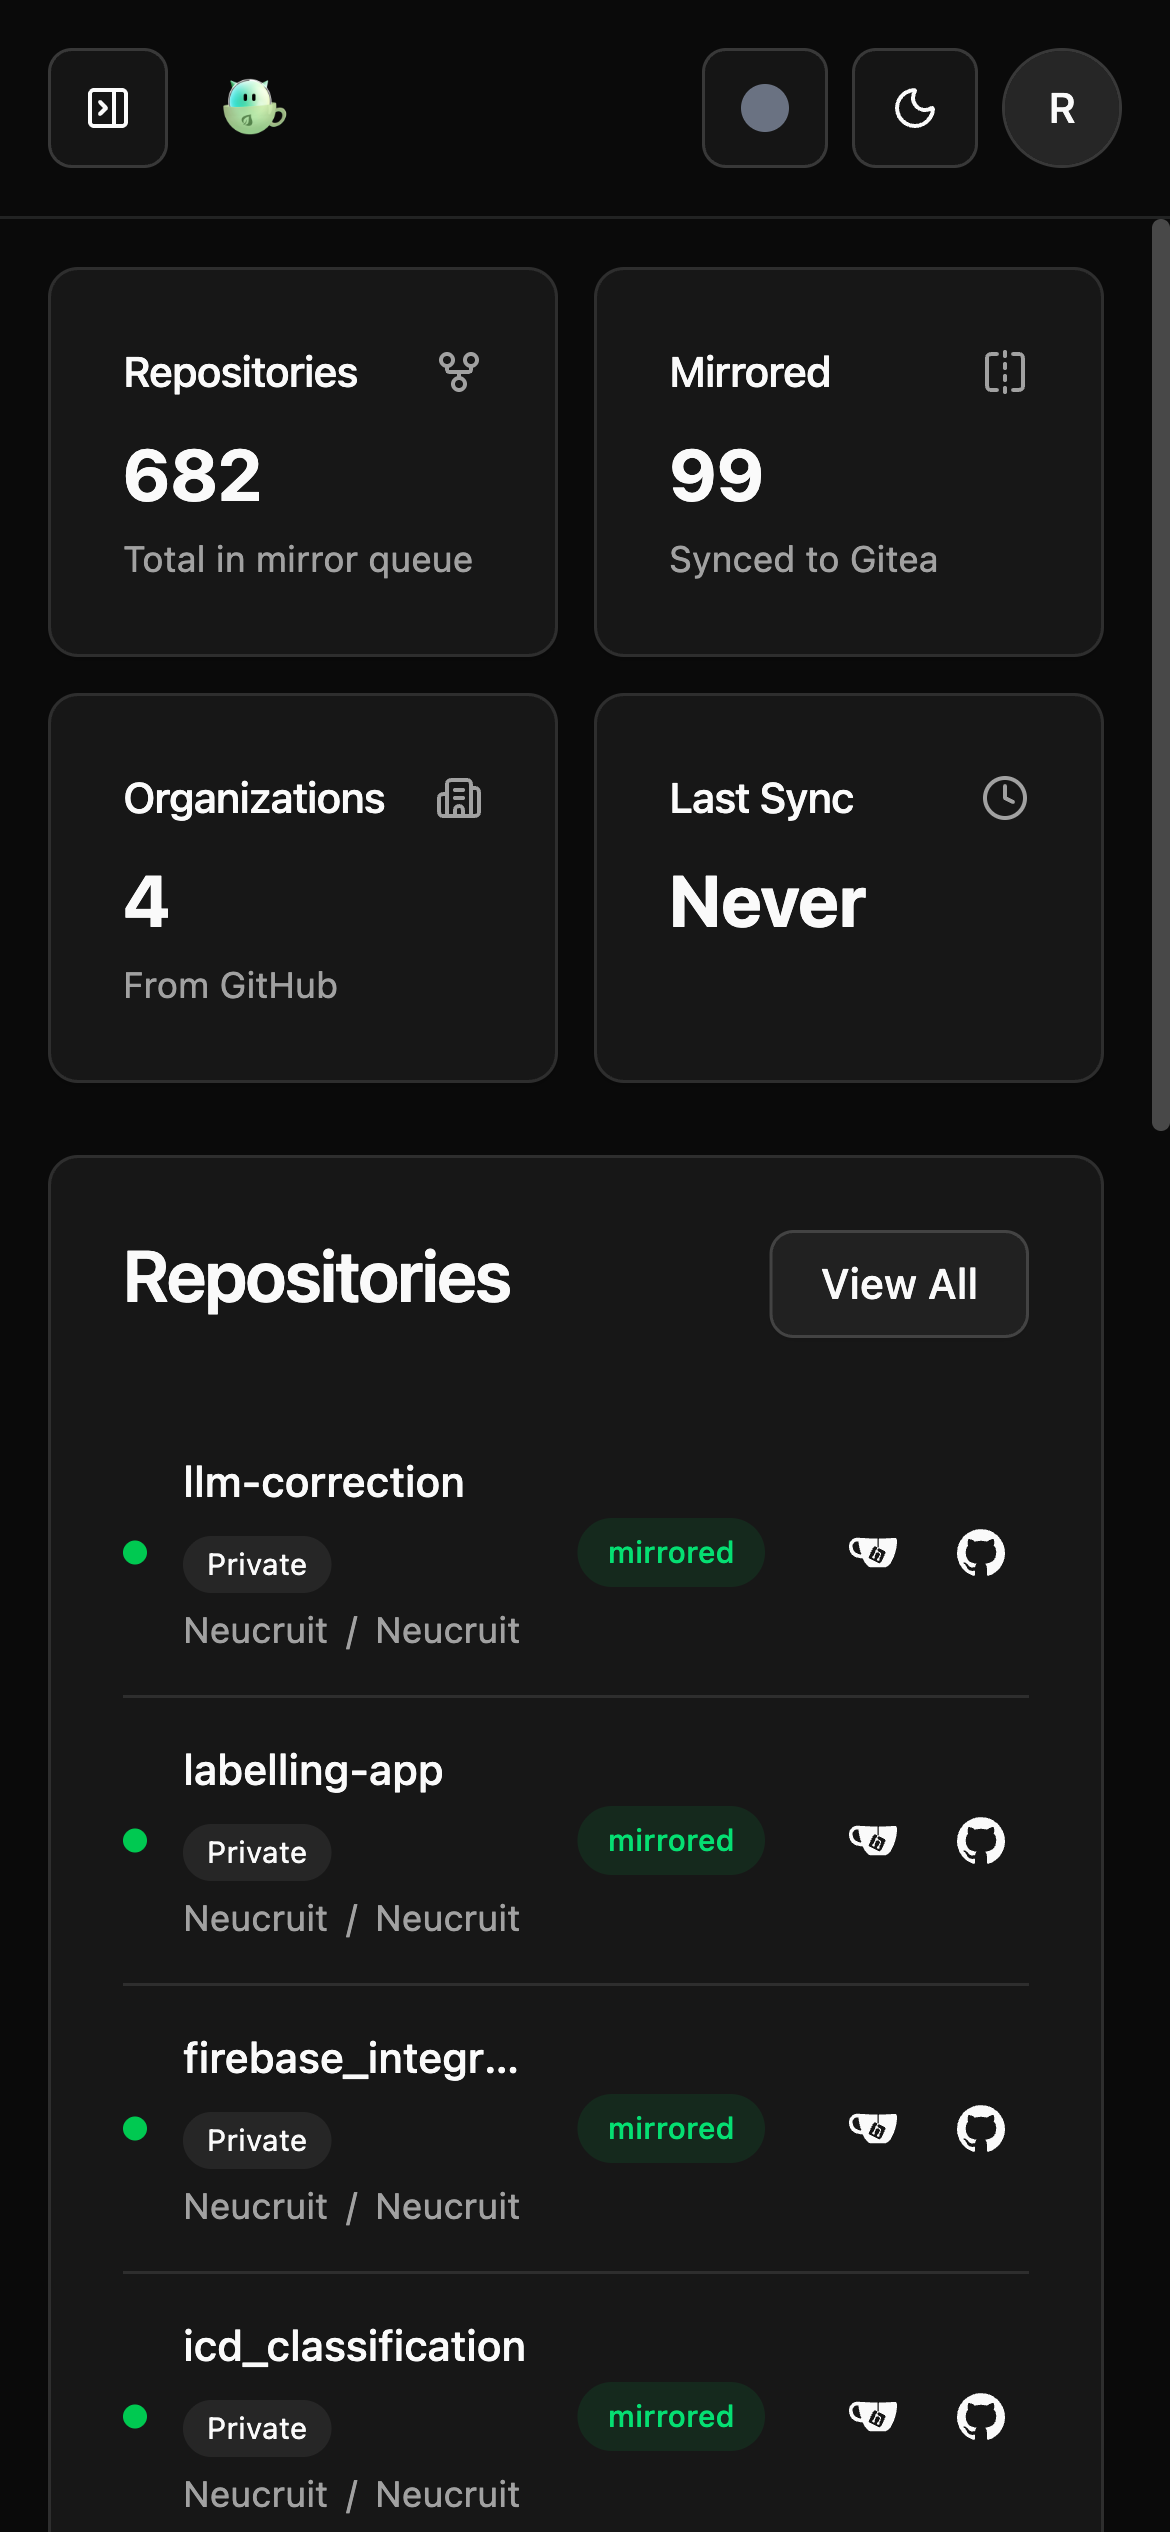 R
Repositories
682
Total in mirror queue
Mirrored
99
Synced to Gitea
Organizations
4
From GitHub
Last Sync
Never
Repositories
View All
llm-correction
Private
mirrored
Neucruit / Neucruit
labelling-app
Private
mirrored
Neucruit / Neucruit
firebase_integr...
Private
mirrored
Neucruit / Neucruit
icd_classification
Private
mirrored
Neucruit / Neucruit